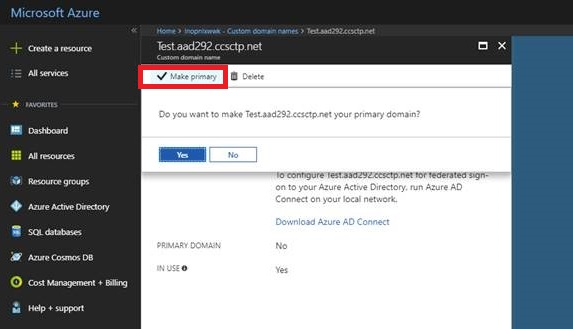 Microsoft Azure
Home > Inopnixwwk - Custom domain names > Test.aad292.ccsctp.net
Test.aad292.ccsctp.net
Custom domain name
Make primary Delete
Do you want to make Test.aad292.ccsctp.net your primary domain?
Yes No
To configure Test.aad292.ccsctp.net for federated sign-
on to your Azure Active Directory, run Azure AD
Connect on your local network.
Download Azure AD Connect
PRIMARY DOMAIN No
IN USE Yes
Create a resource
All services
FAVORITES
Dashboard
All resources
Resource groups
Azure Active Directory
SQL databases
Azure Cosmos DB
Cost Management + Billing
Help + support